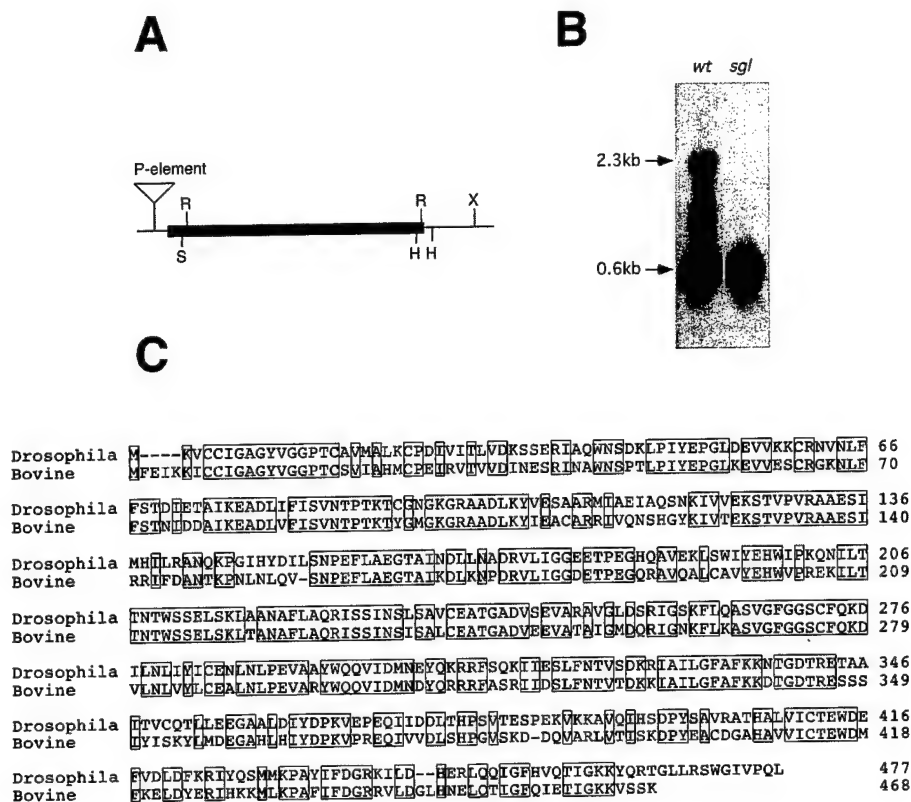 A
B
wt sgl
P-element
2.3kb
R
R
X
S
H H
0.6kb
C
Drosophila M----KVCCIGAGYVGGPTCAVMALKCPDIVITLVDKSSERIAQWNSDKLPIYEPGLDEVVKKCRNVNLF 66
Bovine MFEIKKICCIGAGYVGGPTCSVIAHMCPEIRVTVVDINESRINAWNSPTLPIYEPGLKEVVESCRGKNLF 70
Drosophila FSTDIETAIKEADLIFISVNTPTKTCGNGKGRAADLKYVESAARMIAEIAQSNKIVVEKSTVPVRAAESI 136
Bovine FSTNIDDAIKEADLVFISVNTPTKTYGMGKGRAADLKYIEACARRIVQNSHGYKIVTEKSTVPVRAAESI 140
Drosophila MHILRANQKPGIHYDILSNPEFLAEGTAINDLLNADRVLIGGEETPEGHQAVEKLSWIYEHWIPKQNILT 206
Bovine RRIFDANTKPNLNLQV-SNPEFLAEGTAIKDLKNPDRVLIGGDETPEGQRAVQALCAVYEHWVPREKILT 209
Drosophila TNTWSSELSKLAANAFLAQRISSINSLSAVCEATGADVSEVARAVGLDSRIGSKFLQASVGFGGSCFQKD 276
Bovine TNTWSSELSKLTANAFLAQRISSINSISALCEATGADVEEVATAIGMDQRIGNKFLKASVGFGGSCFQKD 279
Drosophila ILNLIYICENLNLPEVAAYWQQVIDMNEYQKRRFSQKIIESLFNTVSDKRIAILGFAFKKNTGDTRETAA 346
Bovine VLNLVYLCEALNLPEVARYWQQVIDMNDYQRRRFASRIIDSLFNTVTDKKIAILGFAFKKDTGDTRESSS 349
Drosophila ITVCQTLLEEGAALDIYDPKVEPEQIIDDLTHPSVTESPEKVKKAVQIHSDPYSAVRATHALVICTEWDE 416
Bovine IYISKYLMDEGAHLHIYDPKVPREQIVVDLSHPGVSKD-DQVARLVTISKDPYEACDGAHAVVICTEWDM 418
Drosophila FVDLDFKRIYQSMMKPAYIFDGRKILD--HERLQQIGFHVQTIGKKYQRTGLLRSWGIVPQL 477
Bovine FKELDYERIHKKMLKPAFIFDGRRVLDGLHNELQTIGFQIETIGKKVSSK 468